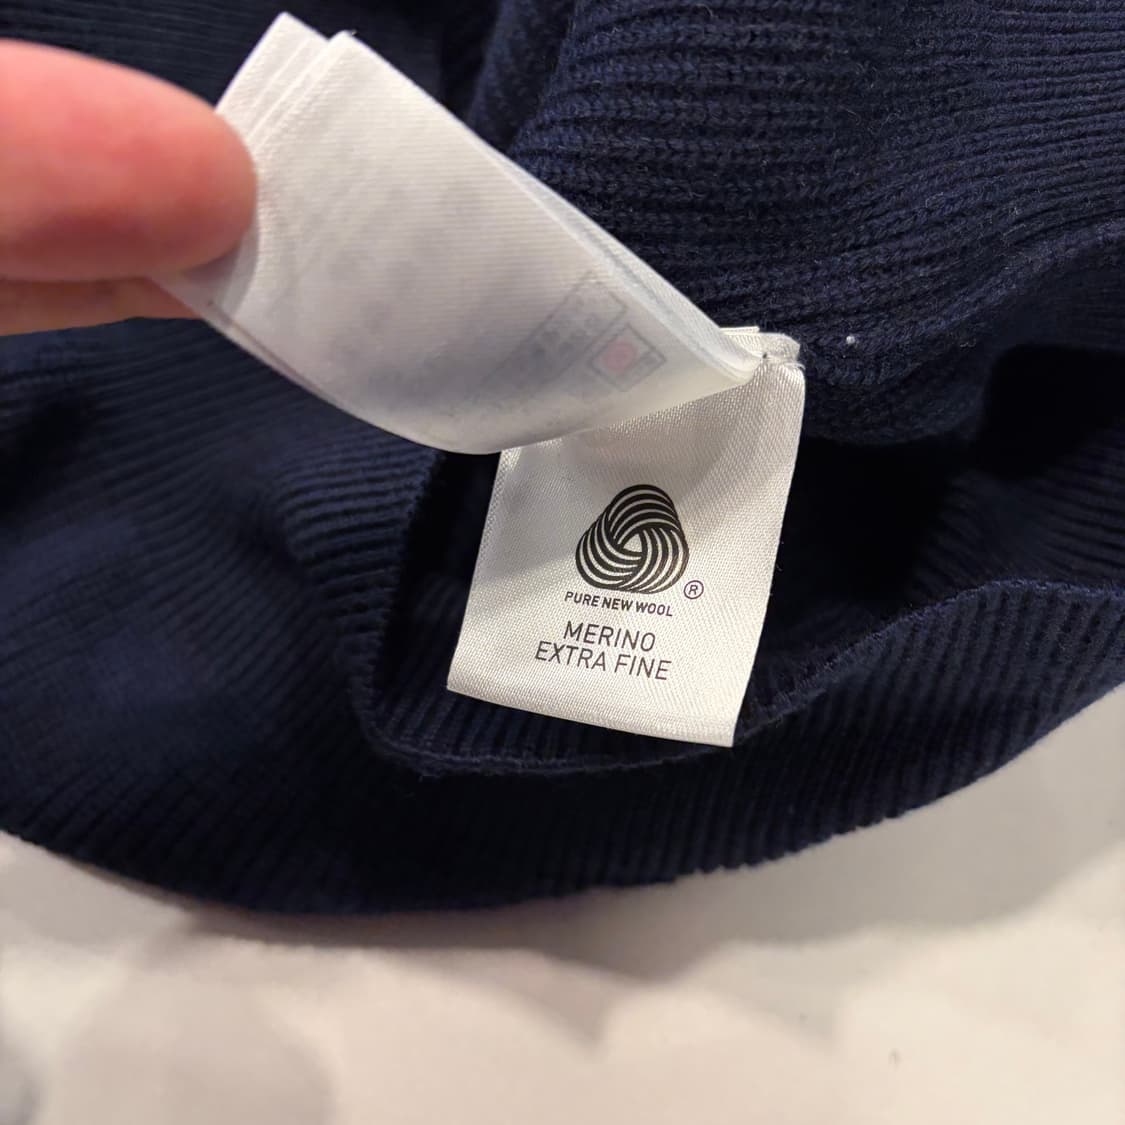 ®
PURE NEW WOOL
MERINO
EXTRA FINE